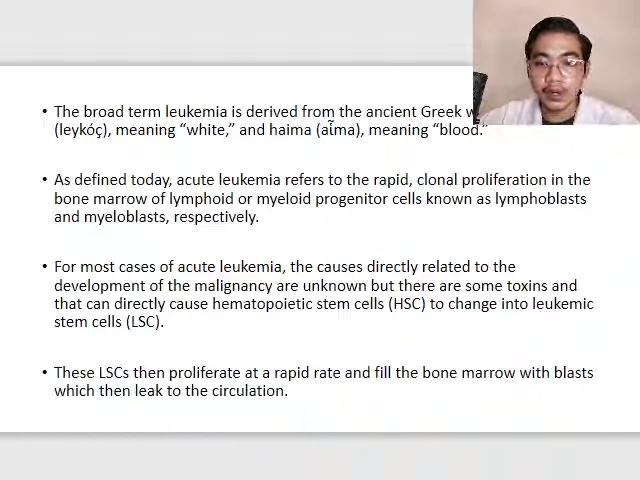 • The broad term leukemia is derived from the ancient Greek
(leykóç), meaning “white,” and haima (aἷma), meaning “blood.”
• As defined today, acute leukemia refers to the rapid, clonal proliferation in the
bone marrow of lymphoid or myeloid progenitor cells known as lymphoblasts
and myeloblasts, respectively.
• For most cases of acute leukemia, the causes directly related to the
development of the malignancy are unknown but there are some toxins and
that can directly cause hematopoietic stem cells (HSC) to change into leukemic
stem cells (LSC).
• These LSCs then proliferate at a rapid rate and fill the bone marrow with blasts
which then leak to the circulation.